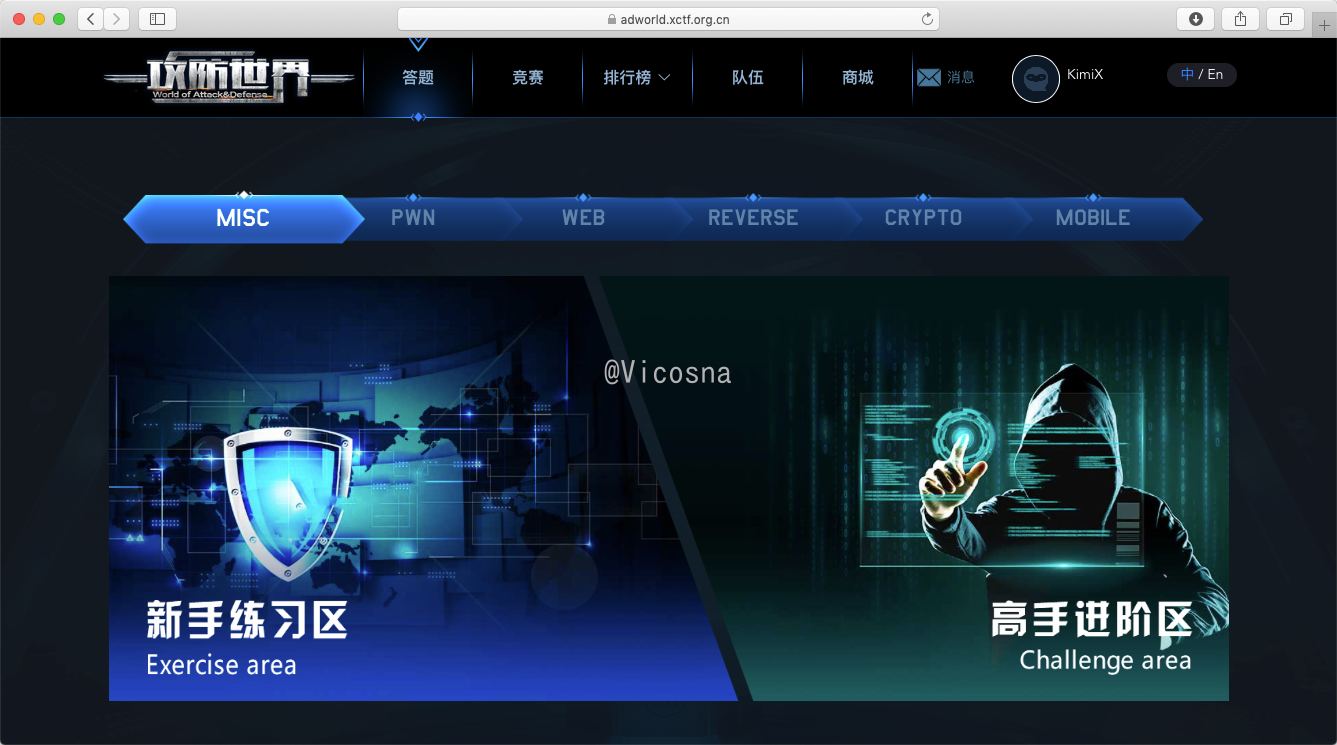 adworld.xctf.org.cn
攻防世界
World of Attack&Defense
答题
竞赛
排行榜
队伍
商城
消息
KimiX
中 / En
MISC
PWN
WEB
REVERSE
CRYPTO
MOBILE
@Vicosna
新手练习区
Exercise area
高手进阶区
Challenge area